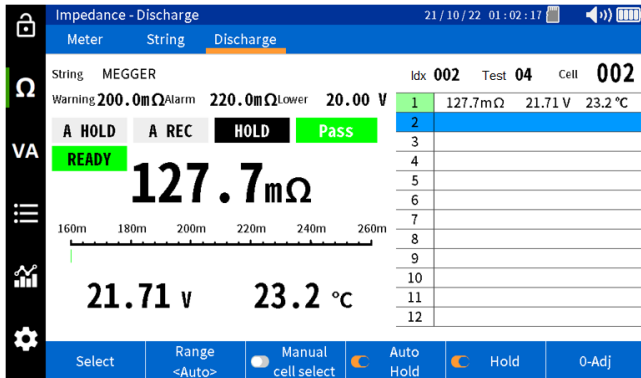 Impedance - Discharge 21/10/22 01:02:17
Meter String Discharge
String MEGGER
Idx 002 Test 04 Cell 002
Warning 200.0mΩ Alarm 220.0mΩ Lower 20.00 V
A HOLD A REC HOLD Pass
READY
127.7mΩ
160m 180m 200m 220m 240m 260m
21.71 V 23.2 °C
1 127.7mΩ 21.71 V 23.2 °C
2
3
4
5
6
7
8
9
10
11
12
Ω
VA
Select
Range
<Auto>
Manual
cell select
Auto
Hold
Hold
0-Adj